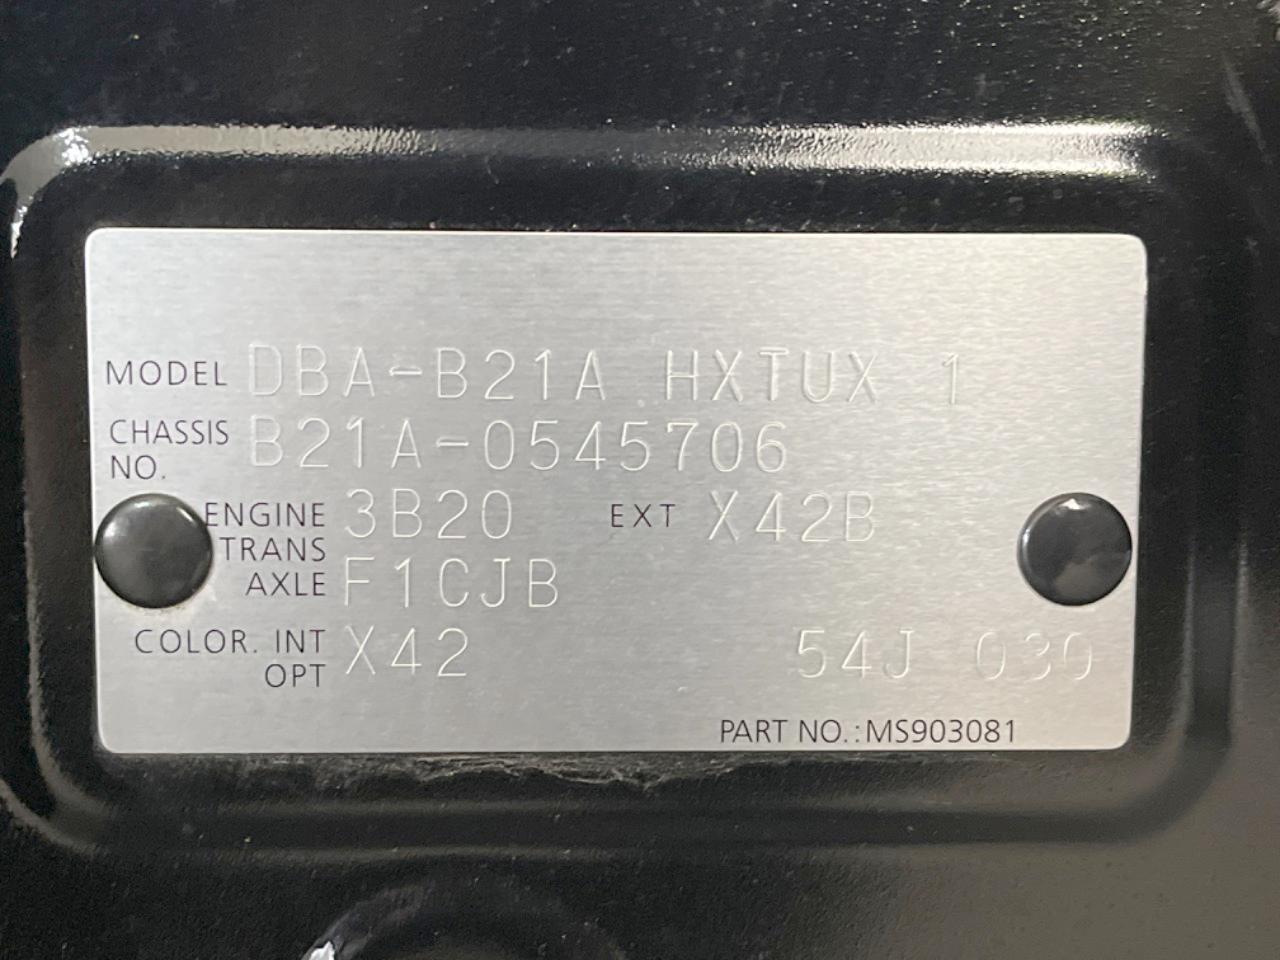 MODEL DBA-B21A HXTUX 1
CHASSIS NO. B21A-0545706
ENGINE 3B20 EXT X42B
TRANS AXLE F1CJB
COLOR. INT OPT X42 54J 030
PART NO.:MS903081